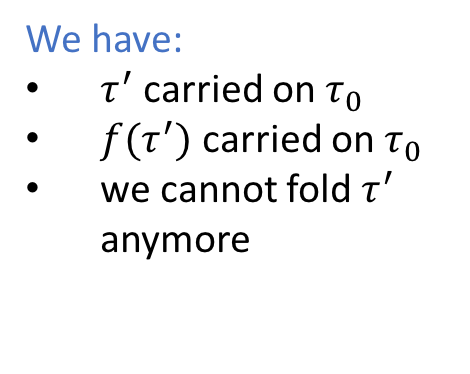 We have:
• τ′ carried on τ₀
• f(τ′) carried on τ₀
• we cannot fold τ′
anymore